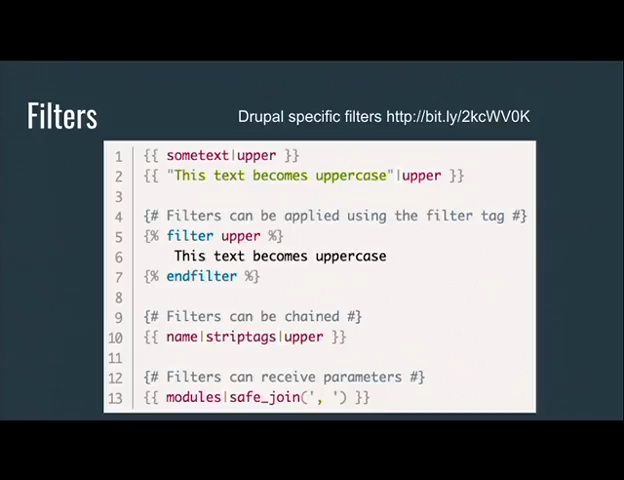 Filters
Drupal specific filters http://bit.ly/2kcWV0K
1 {{ sometext|upper }}
2 {{ "This text becomes uppercase"|upper }}
3
4 {# Filters can be applied using the filter tag #}
5 {% filter upper %}
6 This text becomes uppercase
7 {% endfilter %}
8
9 {# Filters can be chained #}
10 {{ name|striptags|upper }}
11
12 {# Filters can receive parameters #}
13 {{ modules|safe_join(', ') }}